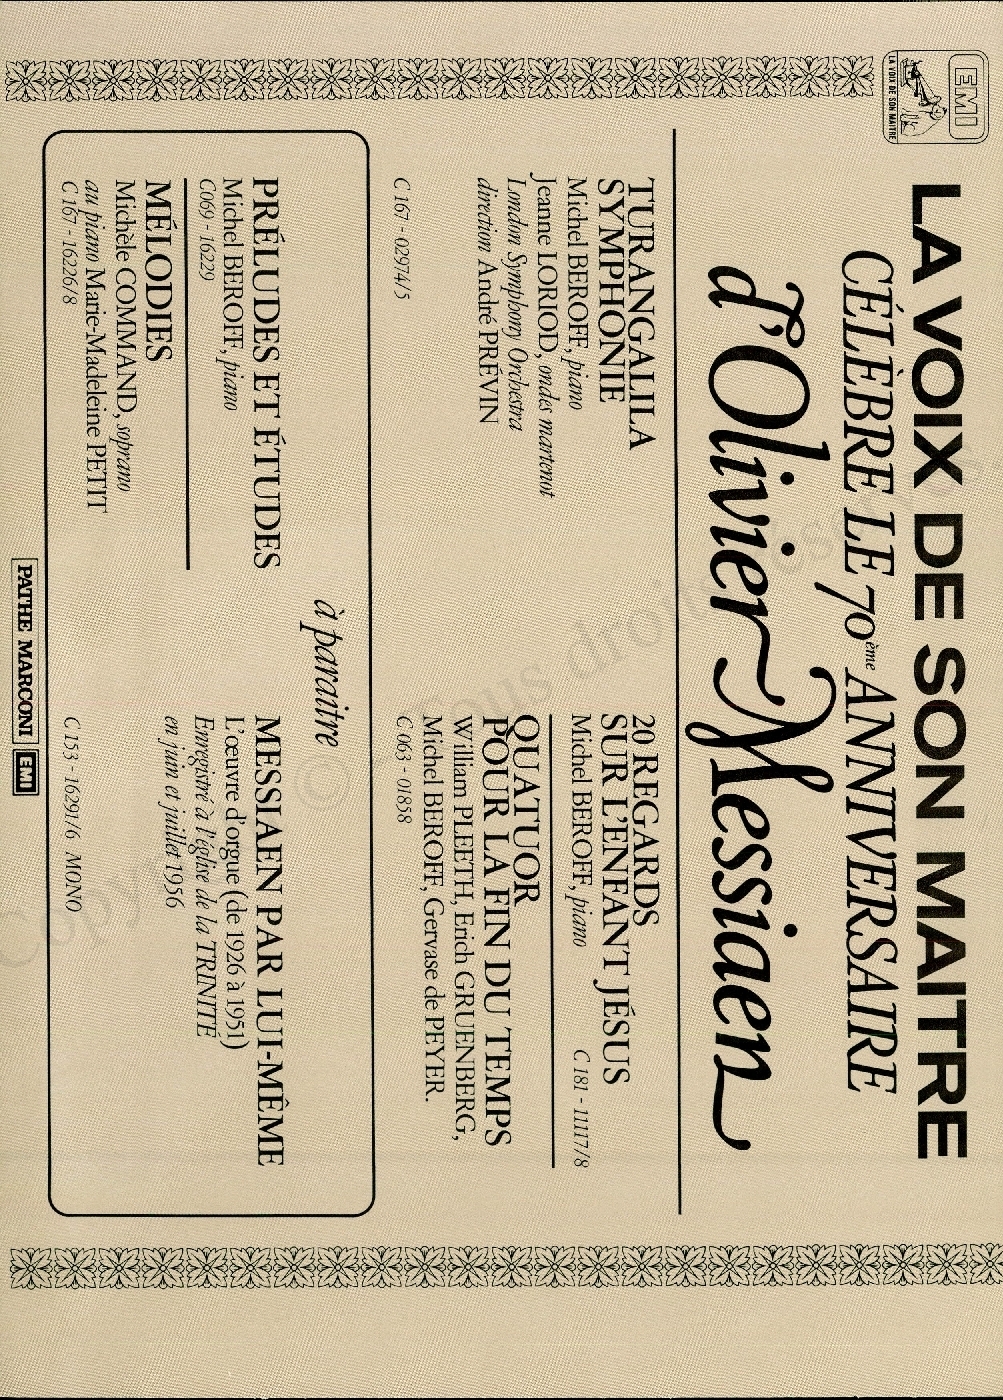 EMI
LA VOIX DE SON MAITRE
LA VOIX DE SON MAITRE
CÉLÈBRE LE 70ème ANNIVERSAIRE
d'Olivier Messiaen
TURANGALILA
SYMPHONIE
Michel BEROFF, piano
Jeanne LORIOD, ondes martenot
London Symphony Orchestra
direction André PRÉVIN
C 167 - 02974/5
20 REGARDS
SUR L'ENFANT JÉSUS
Michel BEROFF, piano C 181 - 11117/8
QUATUOR
POUR LA FIN DU TEMPS
William PLEETH, Erich GRUENBERG,
Michel BEROFF, Gervase de PEYER.
C 063 - 01858
à paraitre
PRÉLUDES ET ÉTUDES
Michel BEROFF, piano
C069 - 16229
MÉLODIES
Michèle COMMAND, soprano
au piano Marie-Madeleine PETIT
C 167 - 16226/8
MESSIAEN PAR LUI-MÊME
L'œuvre d'orgue (de 1926 à 1951)
Enregistré à l'église de la TRINITÉ
en juin et juillet 1956
C 153 - 16291/6 MONO
PATHE MARCONI EMI
© Tous droits
Copy